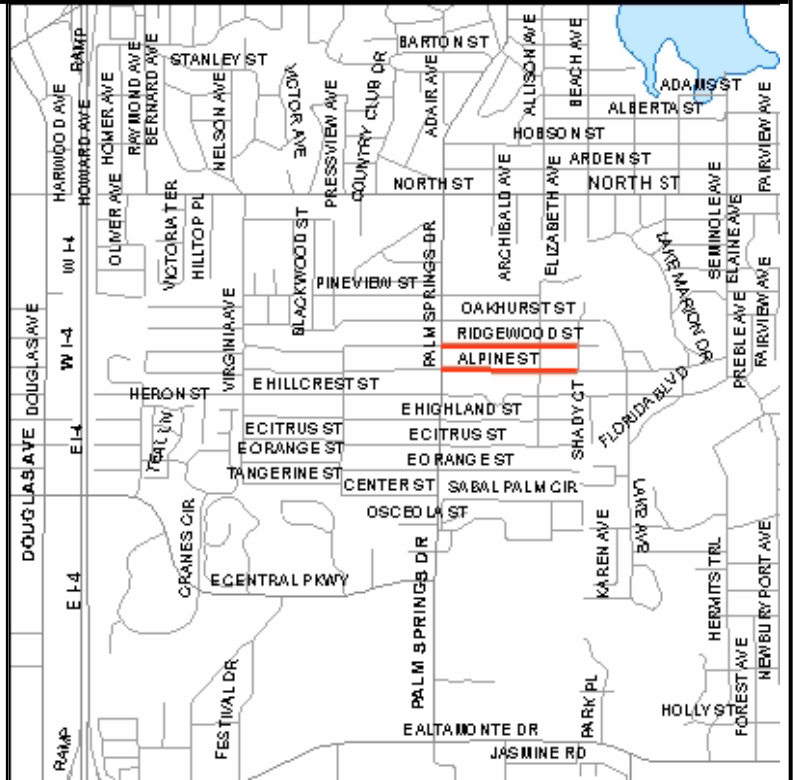 RAMP
BARTON ST
STANLEY ST
HARWOOD AVE
HOWARD AVE
HOMER AVE
RAYMOND AVE
BERNARD AVE
NELSON AVE
VICTOR AVE
PRESSVIEW AVE
COUNTRY CLUB DR
ADAIR AVE
ALLISON AVE
BEACH AVE
ADAMS ST
ALBERTA ST
HOBSON ST
ARDEN ST
FAIRVIEW AVE
NORTH ST
NORTH ST
OLIVER AVE
VICTORIA TER
HILLTOP PL
ARCHIBALD AVE
ELIZABETH AVE
SEMINOLE AVE
ELAINE AVE
W I-4
BLACKWOOD ST
PALM SPRINGS DR
LAKE MARION DR
PINEVIEW ST
OAKHURST ST
RIDGEWOOD ST
ALPINE ST
DOUGLAS AVE
W I-4
VIRGINIA AVE
PREBLE AVE
FAIRVIEW AVE
E HILLCREST ST
HERON ST
E HIGHLAND ST
SHADY CT
FLORIDA BLVD
E CITRUS ST
E CITRUS ST
E I-4
TEAL LN
E ORANGE ST
E ORANGE ST
TANGERINE ST
CENTER ST
SABAL PALM CIR
DOUGLAS AVE
OSCEOLA ST
LAKE AVE
CRANES CIR
KAREN AVE
E CENTRAL PKWY
E I-4
PALM SPRINGS DR
HERMITS TRL
NEWBURYPORT AVE
FESTIVAL DR
PARK PL
HOLLY ST
FOREST AVE
E ALTAMONTE DR
JASMINE RD
RAMP